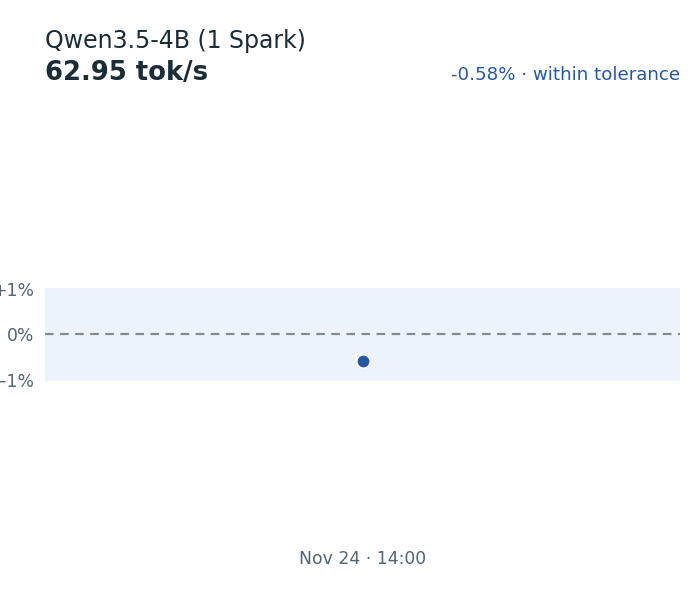 Qwen3.5-4B (1 Spark)
62.95 tok/s
-0.58% · within tolerance
+1%
0%
−1%
Nov 24 · 14:00